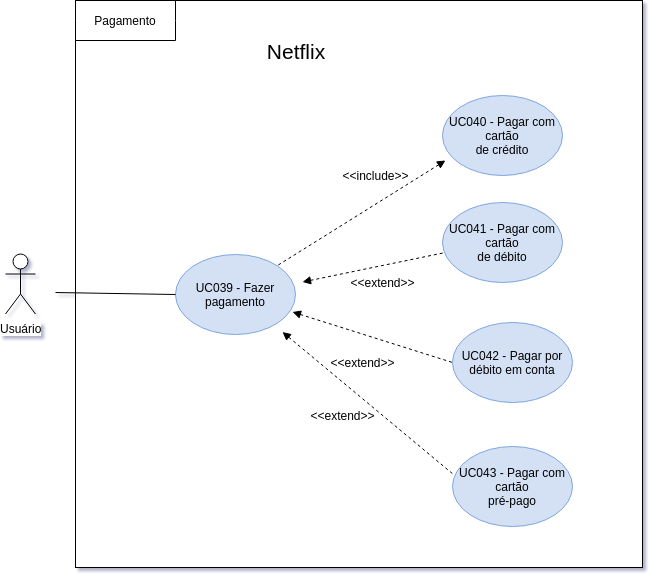 Pagamento
Netflix
UC040 - Pagar com
cartão
de crédito
<<include>>
UC041 - Pagar com
cartão
de débito
<<extend>>
UC039 - Fazer
pagamento
Usuário
UC042 - Pagar por
débito em conta
<<extend>>
<<extend>>
UC043 - Pagar com
cartão
pré-pago